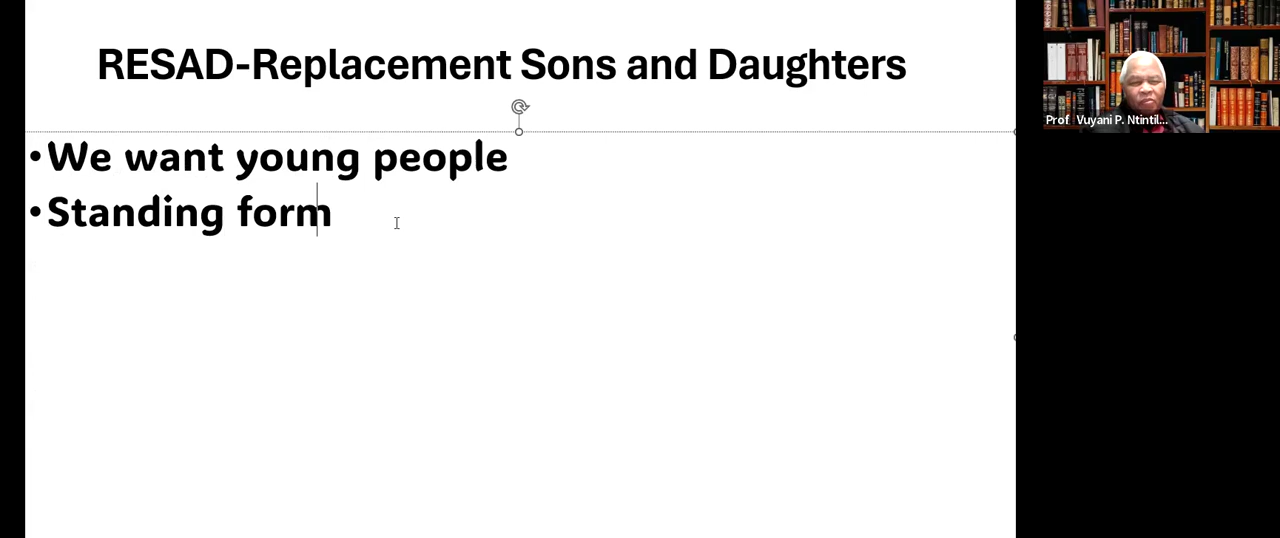 RESAD-Replacement Sons and Daughters
•We want young people
•Standing form
Prof Vuyani P. Ntintil...